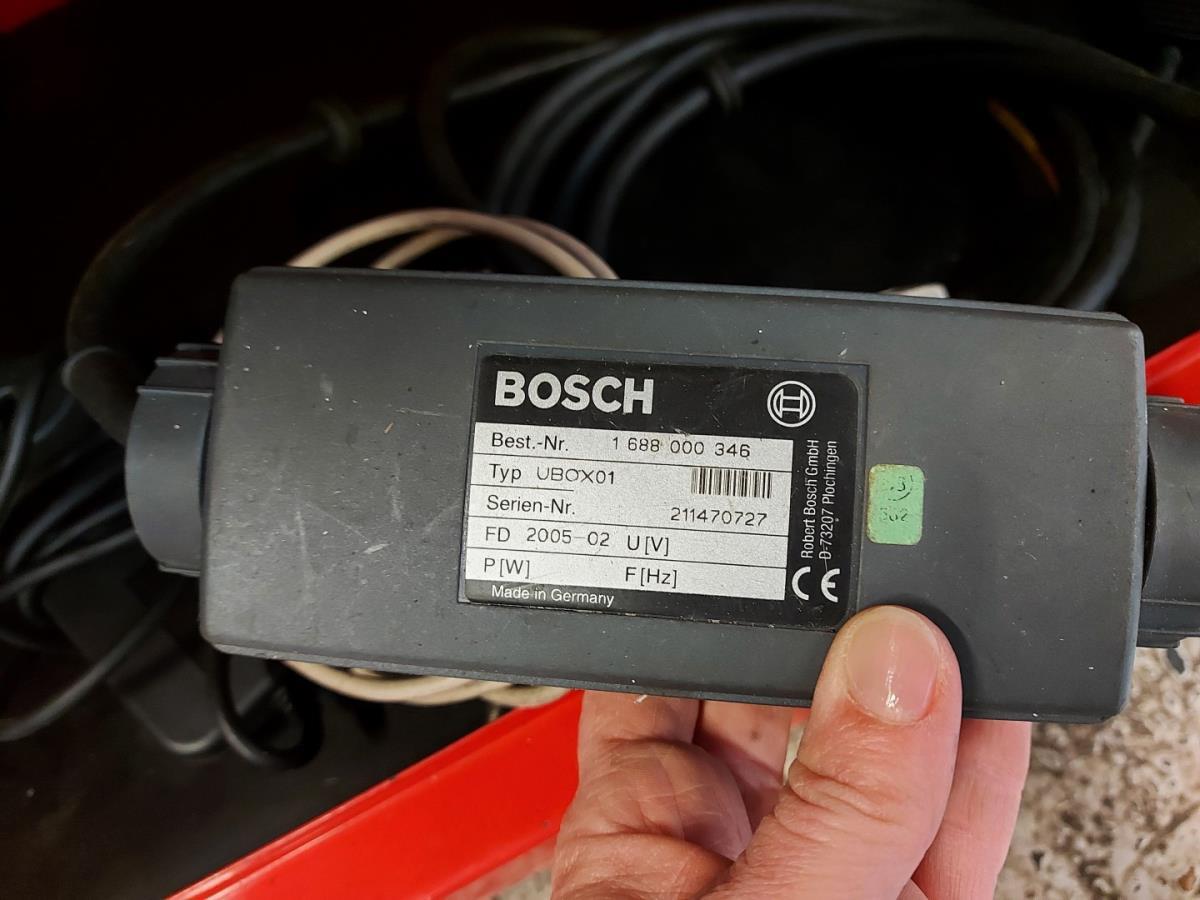 BOSCH
Best.-Nr. 1 688 000 346
Typ UBOX01
Serien-Nr. 211470727
FD 2005-02 U[V]
P[W] F[Hz]
Made in Germany
Robert Bosch GmbH
D-73207 Plochingen
CE